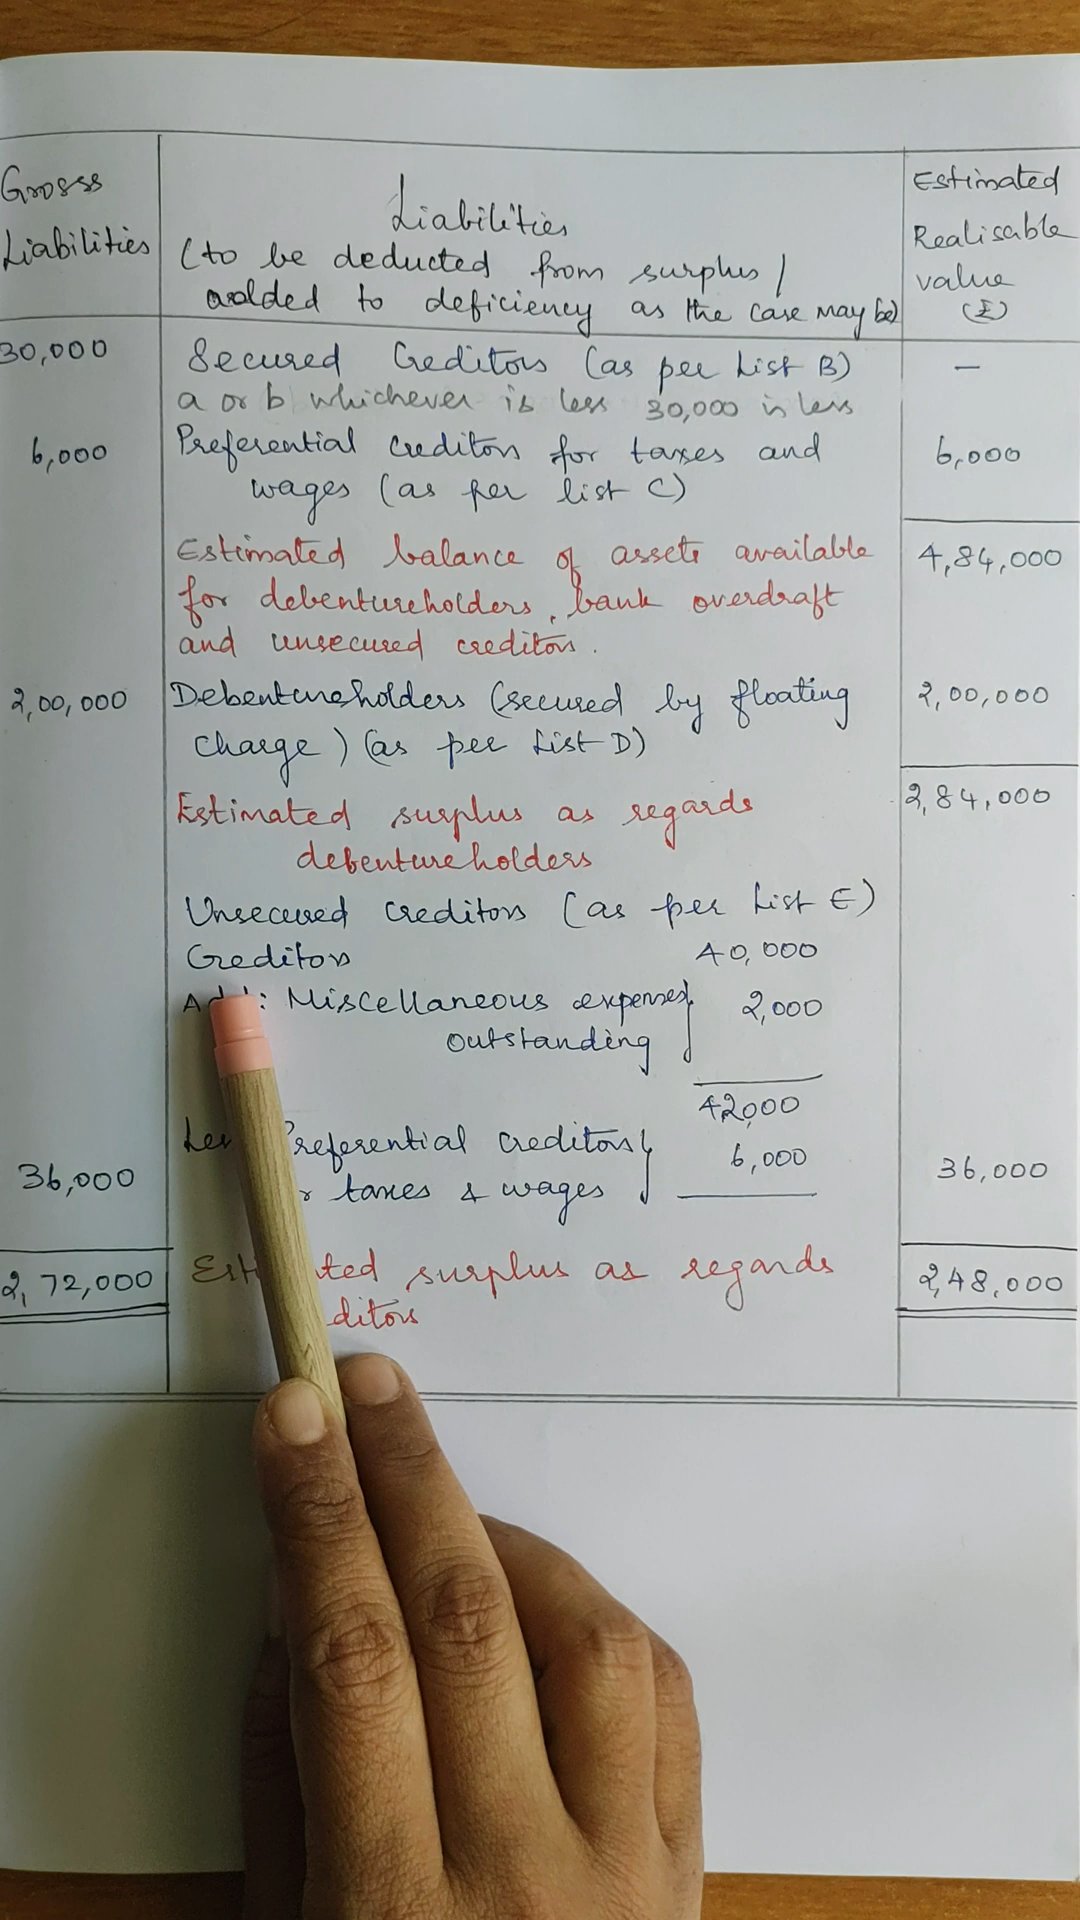 Grosss
Liabilities
Liabilities
(to be deducted from surplus /
added to deficiency as the case may be)
Estimated
Realisable
value
(₹)
30,000 Secured Creditors (as per List B) —
a or b whichever is less 30,000 is less
6,000 Preferential creditors for taxes and 6,000
wages (as per list C)
Estimated balance of assets available 4,84,000
for debentureholders, bank overdraft
and unsecured creditors.
2,00,000 Debentureholders (secured by floating 2,00,000
charge) (as per List D)
Estimated surplus as regards 2,84,000
debentureholders
Unsecured creditors (as per List E)
Creditors 40,000
Miscellaneous expenses 2,000
outstanding
42,000
Preferential creditors 6,000
36,000 taxes & wages 36,000
2,72,000 surplus as regards 2,48,000